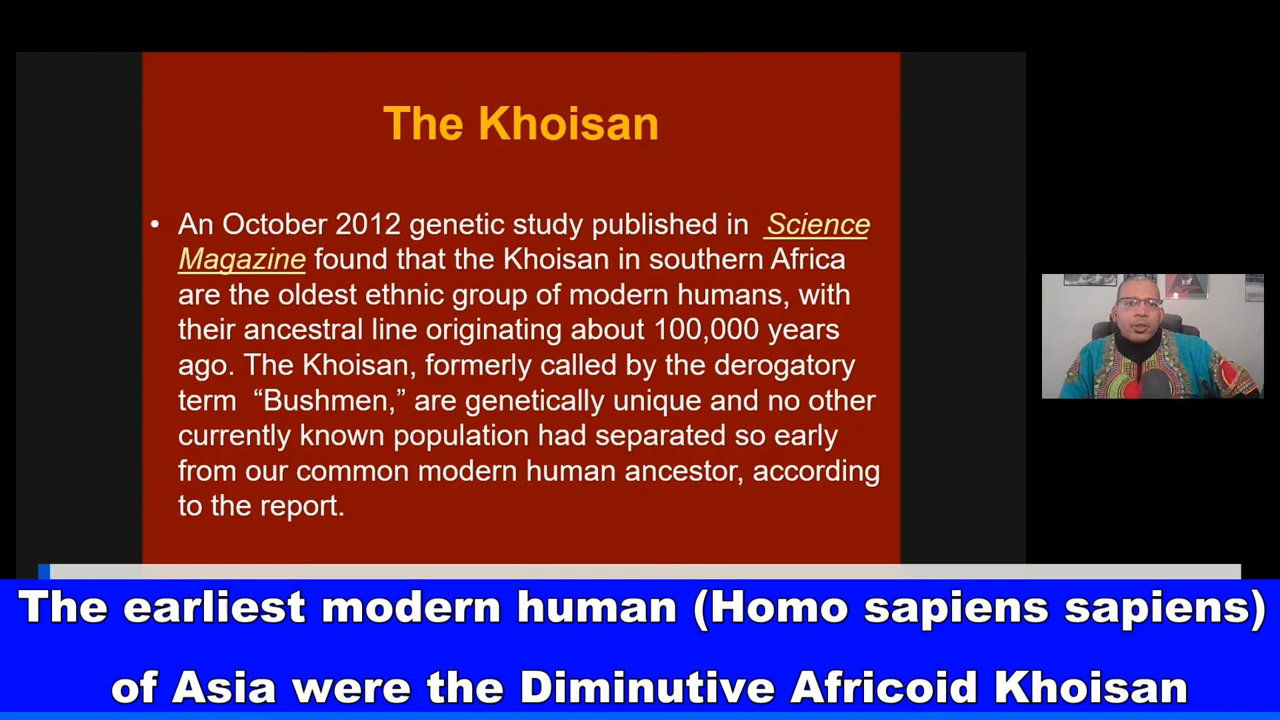 The Khoisan
• An October 2012 genetic study published in Science
Magazine found that the Khoisan in southern Africa
are the oldest ethnic group of modern humans, with
their ancestral line originating about 100,000 years
ago. The Khoisan, formerly called by the derogatory
term “Bushmen,” are genetically unique and no other
currently known population had separated so early
from our common modern human ancestor, according
to the report.
The earliest modern human (Homo sapiens sapiens)
of Asia were the Diminutive Africoid Khoisan